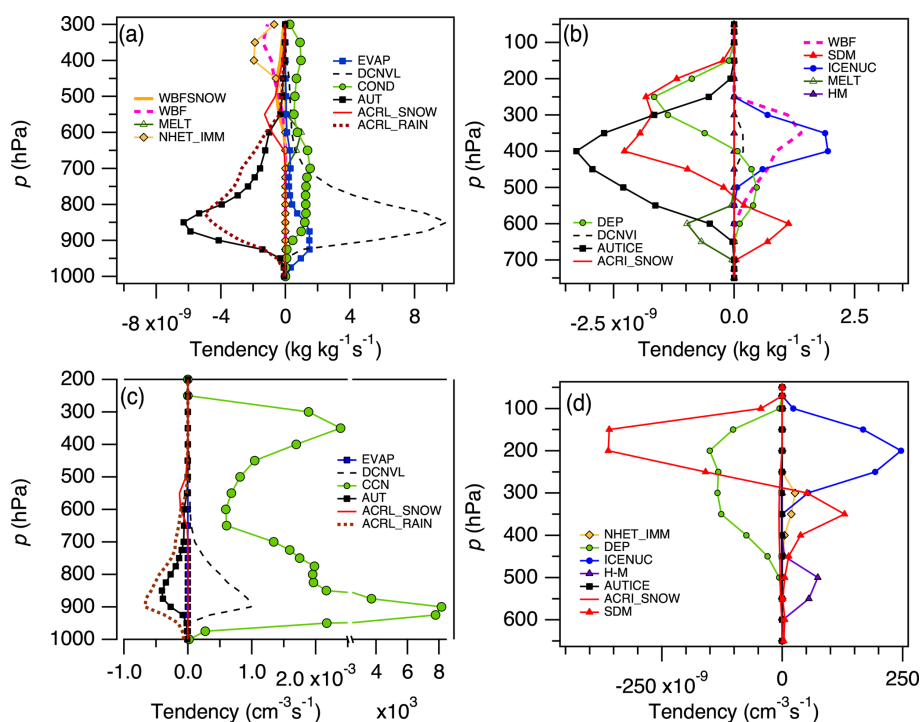 (a)
300
400
500
600
700
800
900
1000
p (hPa)
WBFSNOW
WBF
MELT
NHET_IMM
EVAP
DCNVL
COND
AUT
ACRL_SNOW
ACRL_RAIN
-8 x10⁻⁹ -4 0 4 8
Tendency (kg kg⁻¹s⁻¹)
(b)
100
200
300
400
500
600
700
p (hPa)
WBF
SDM
ICENUC
MELT
HM
DEP
DCNVI
AUTICE
ACRI_SNOW
-2.5 x10⁻⁹ 0.0 2.5
Tendency (kg kg⁻¹s⁻¹)
(c)
200
300
400
500
600
700
800
900
1000
p (hPa)
EVAP
DCNVL
CCN
AUT
ACRL_SNOW
ACRL_RAIN
-1.0 0.0 1.0 2.0 x10⁻³ 4 6 8
x10³
Tendency (cm⁻³s⁻¹)
(d)
100
200
300
400
500
600
p (hPa)
NHET_IMM
DEP
ICENUC
H-M
AUTICE
ACRI_SNOW
SDM
-250 x10⁻⁹ 0 250
Tendency (cm⁻³s⁻¹)